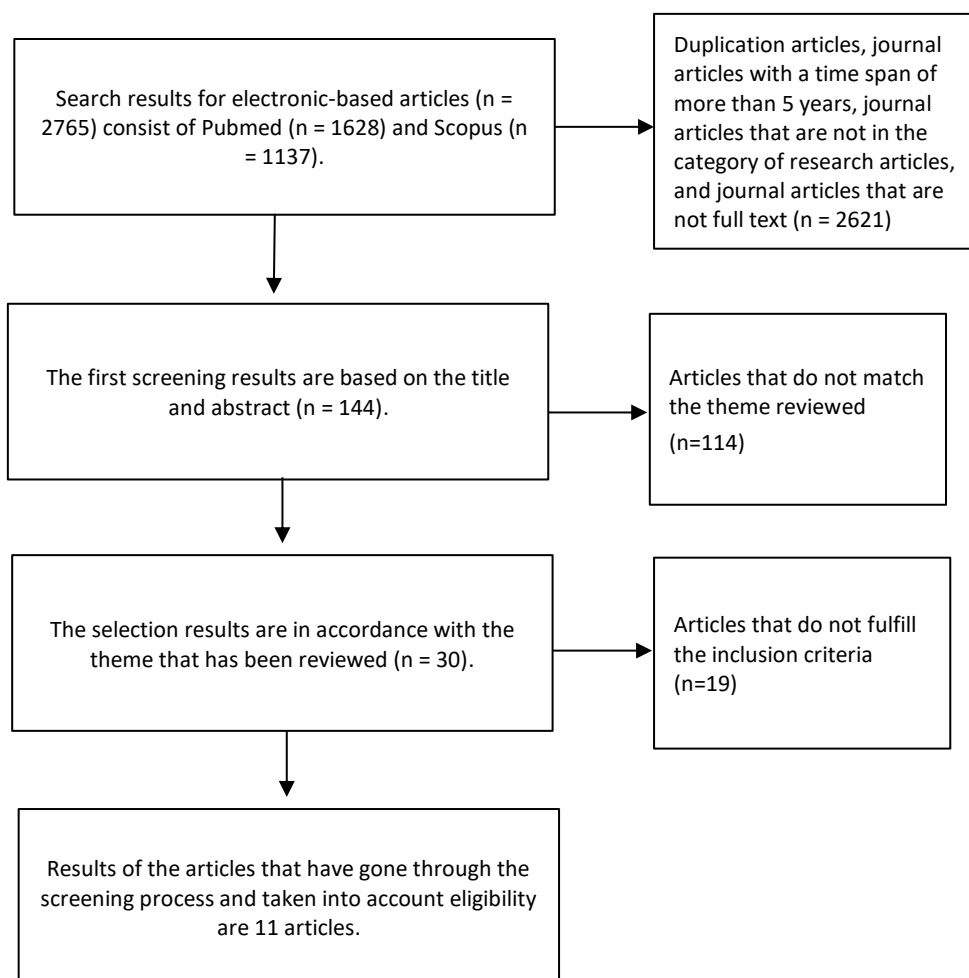 Search results for electronic-based articles (n =
2765) consist of Pubmed (n = 1628) and Scopus (n
= 1137).
Duplication articles, journal
articles with a time span of
more than 5 years, journal
articles that are not in the
category of research articles,
and journal articles that are
not full text (n = 2621)
The first screening results are based on the title
and abstract (n = 144).
Articles that do not match
the theme reviewed
(n=114)
The selection results are in accordance with the
theme that has been reviewed (n = 30).
Articles that do not fulfill
the inclusion criteria
(n=19)
Results of the articles that have gone through the
screening process and taken into account eligibility
are 11 articles.